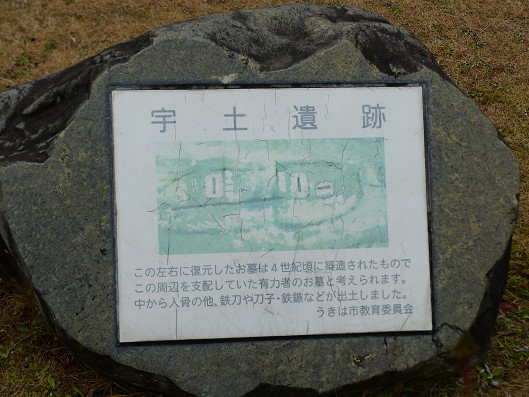 宇土遺跡
この左右に復元したお墓は4世紀頃に築造されたもので
この周辺を支配していた有力者のお墓と考えられます。
中から人骨の他、鉄刀や刀子・鉄鏃などが出土しました。
うきは市教育委員会